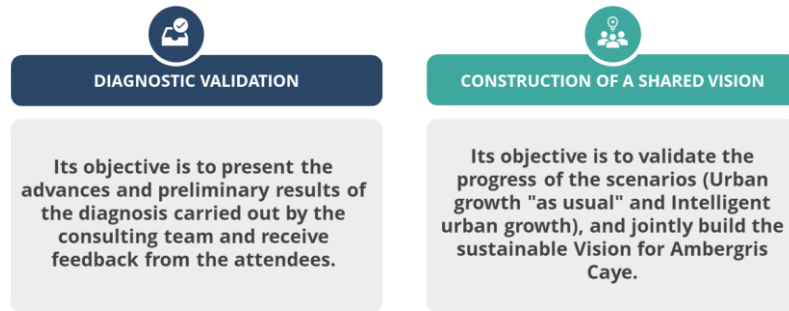 DIAGNOSTIC VALIDATION
Its objective is to present the
advances and preliminary results of
the diagnosis carried out by the
consulting team and receive
feedback from the attendees.
CONSTRUCTION OF A SHARED VISION
Its objective is to validate the
progress of the scenarios (Urban
growth "as usual" and Intelligent
urban growth), and jointly build the
sustainable Vision for Ambergris
Caye.